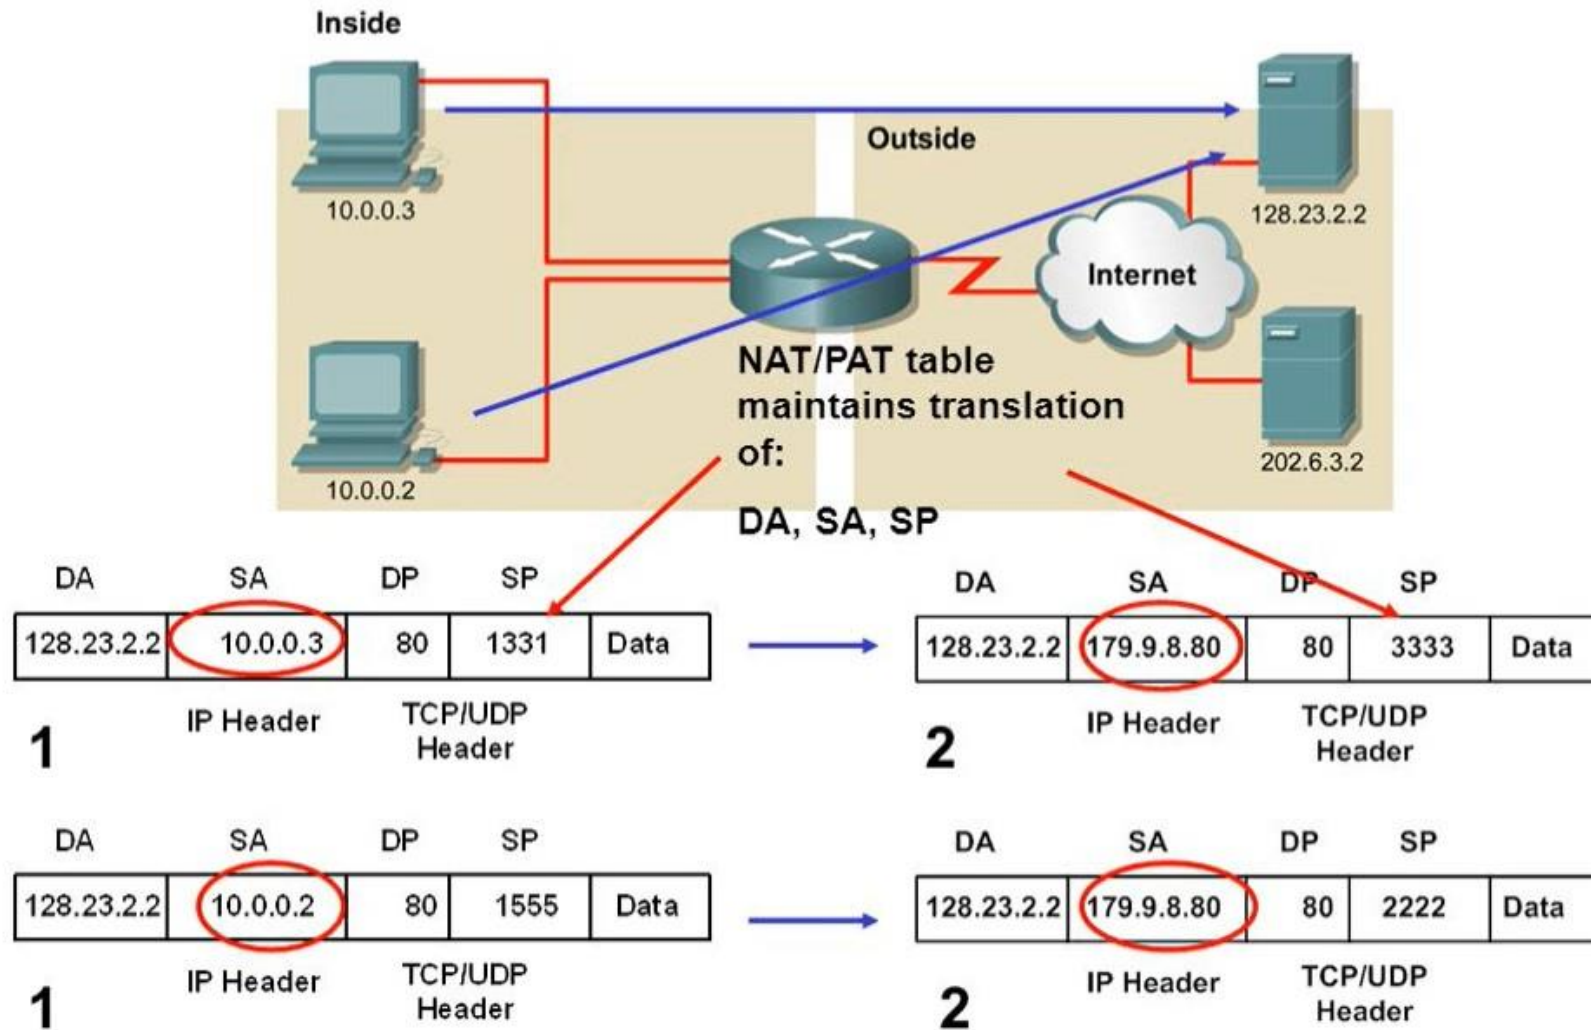 Inside
Outside
10.0.0.3
128.23.2.2
Internet
NAT/PAT table
maintains translation
of:
DA, SA, SP
10.0.0.2
202.6.3.2
DA SA DP SP
128.23.2.2 10.0.0.3 80 1331 Data
IP Header TCP/UDP
Header
1
DA SA DP SP
128.23.2.2 179.9.8.80 80 3333 Data
IP Header TCP/UDP
Header
2
DA SA DP SP
128.23.2.2 10.0.0.2 80 1555 Data
IP Header TCP/UDP
Header
1
DA SA DP SP
128.23.2.2 179.9.8.80 80 2222 Data
IP Header TCP/UDP
Header
2